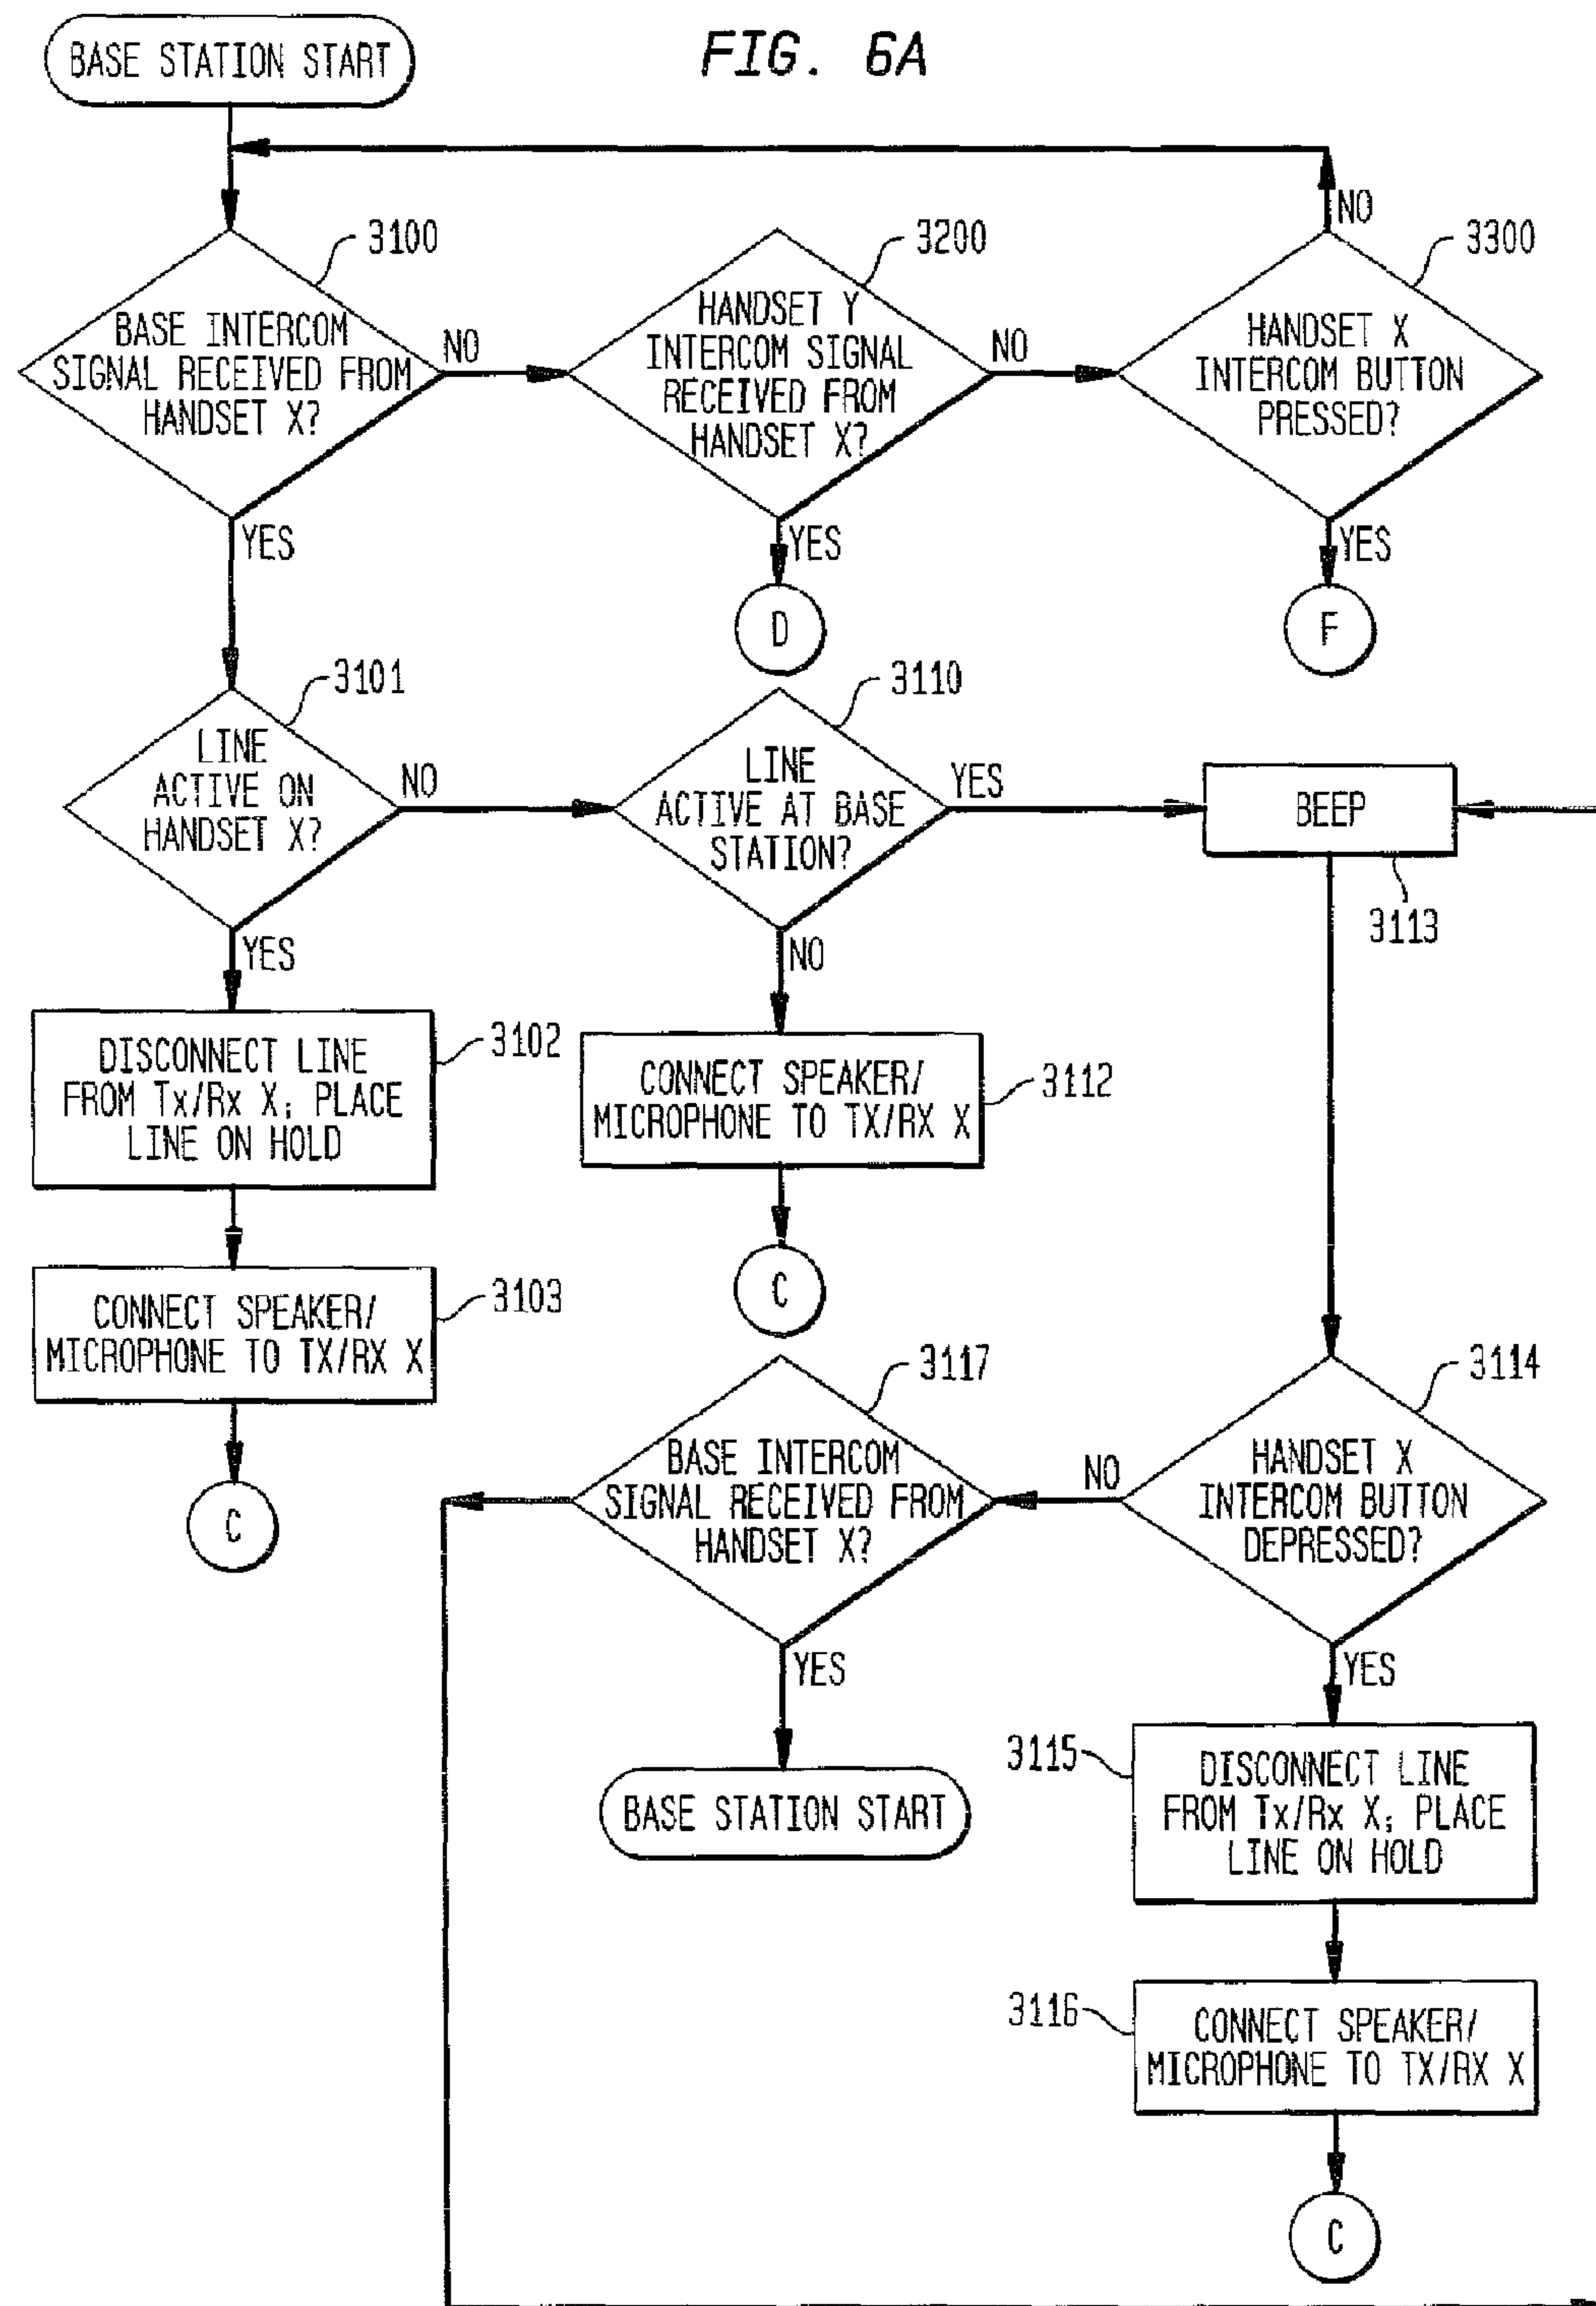 FIG. 6A
BASE STATION START
3100
BASE INTERCOM
SIGNAL RECEIVED FROM
HANDSET X?
NO
YES
3200
HANDSET Y
INTERCOM SIGNAL
RECEIVED FROM
HANDSET X?
NO
YES
D
3300
HANDSET X
INTERCOM BUTTON
PRESSED?
NO
YES
F
3101
LINE
ACTIVE ON
HANDSET X?
NO
YES
3110
LINE
ACTIVE AT BASE
STATION?
YES
NO
BEEP
3113
3102
DISCONNECT LINE
FROM Tx/Rx X; PLACE
LINE ON HOLD
3112
CONNECT SPEAKER/
MICROPHONE TO TX/RX X
C
3103
CONNECT SPEAKER/
MICROPHONE TO TX/RX X
C
3117
BASE INTERCOM
SIGNAL RECEIVED FROM
HANDSET X?
YES
BASE STATION START
3114
HANDSET X
INTERCOM BUTTON
DEPRESSED?
NO
YES
3115
DISCONNECT LINE
FROM Tx/Rx X; PLACE
LINE ON HOLD
3116
CONNECT SPEAKER/
MICROPHONE TO TX/RX X
C